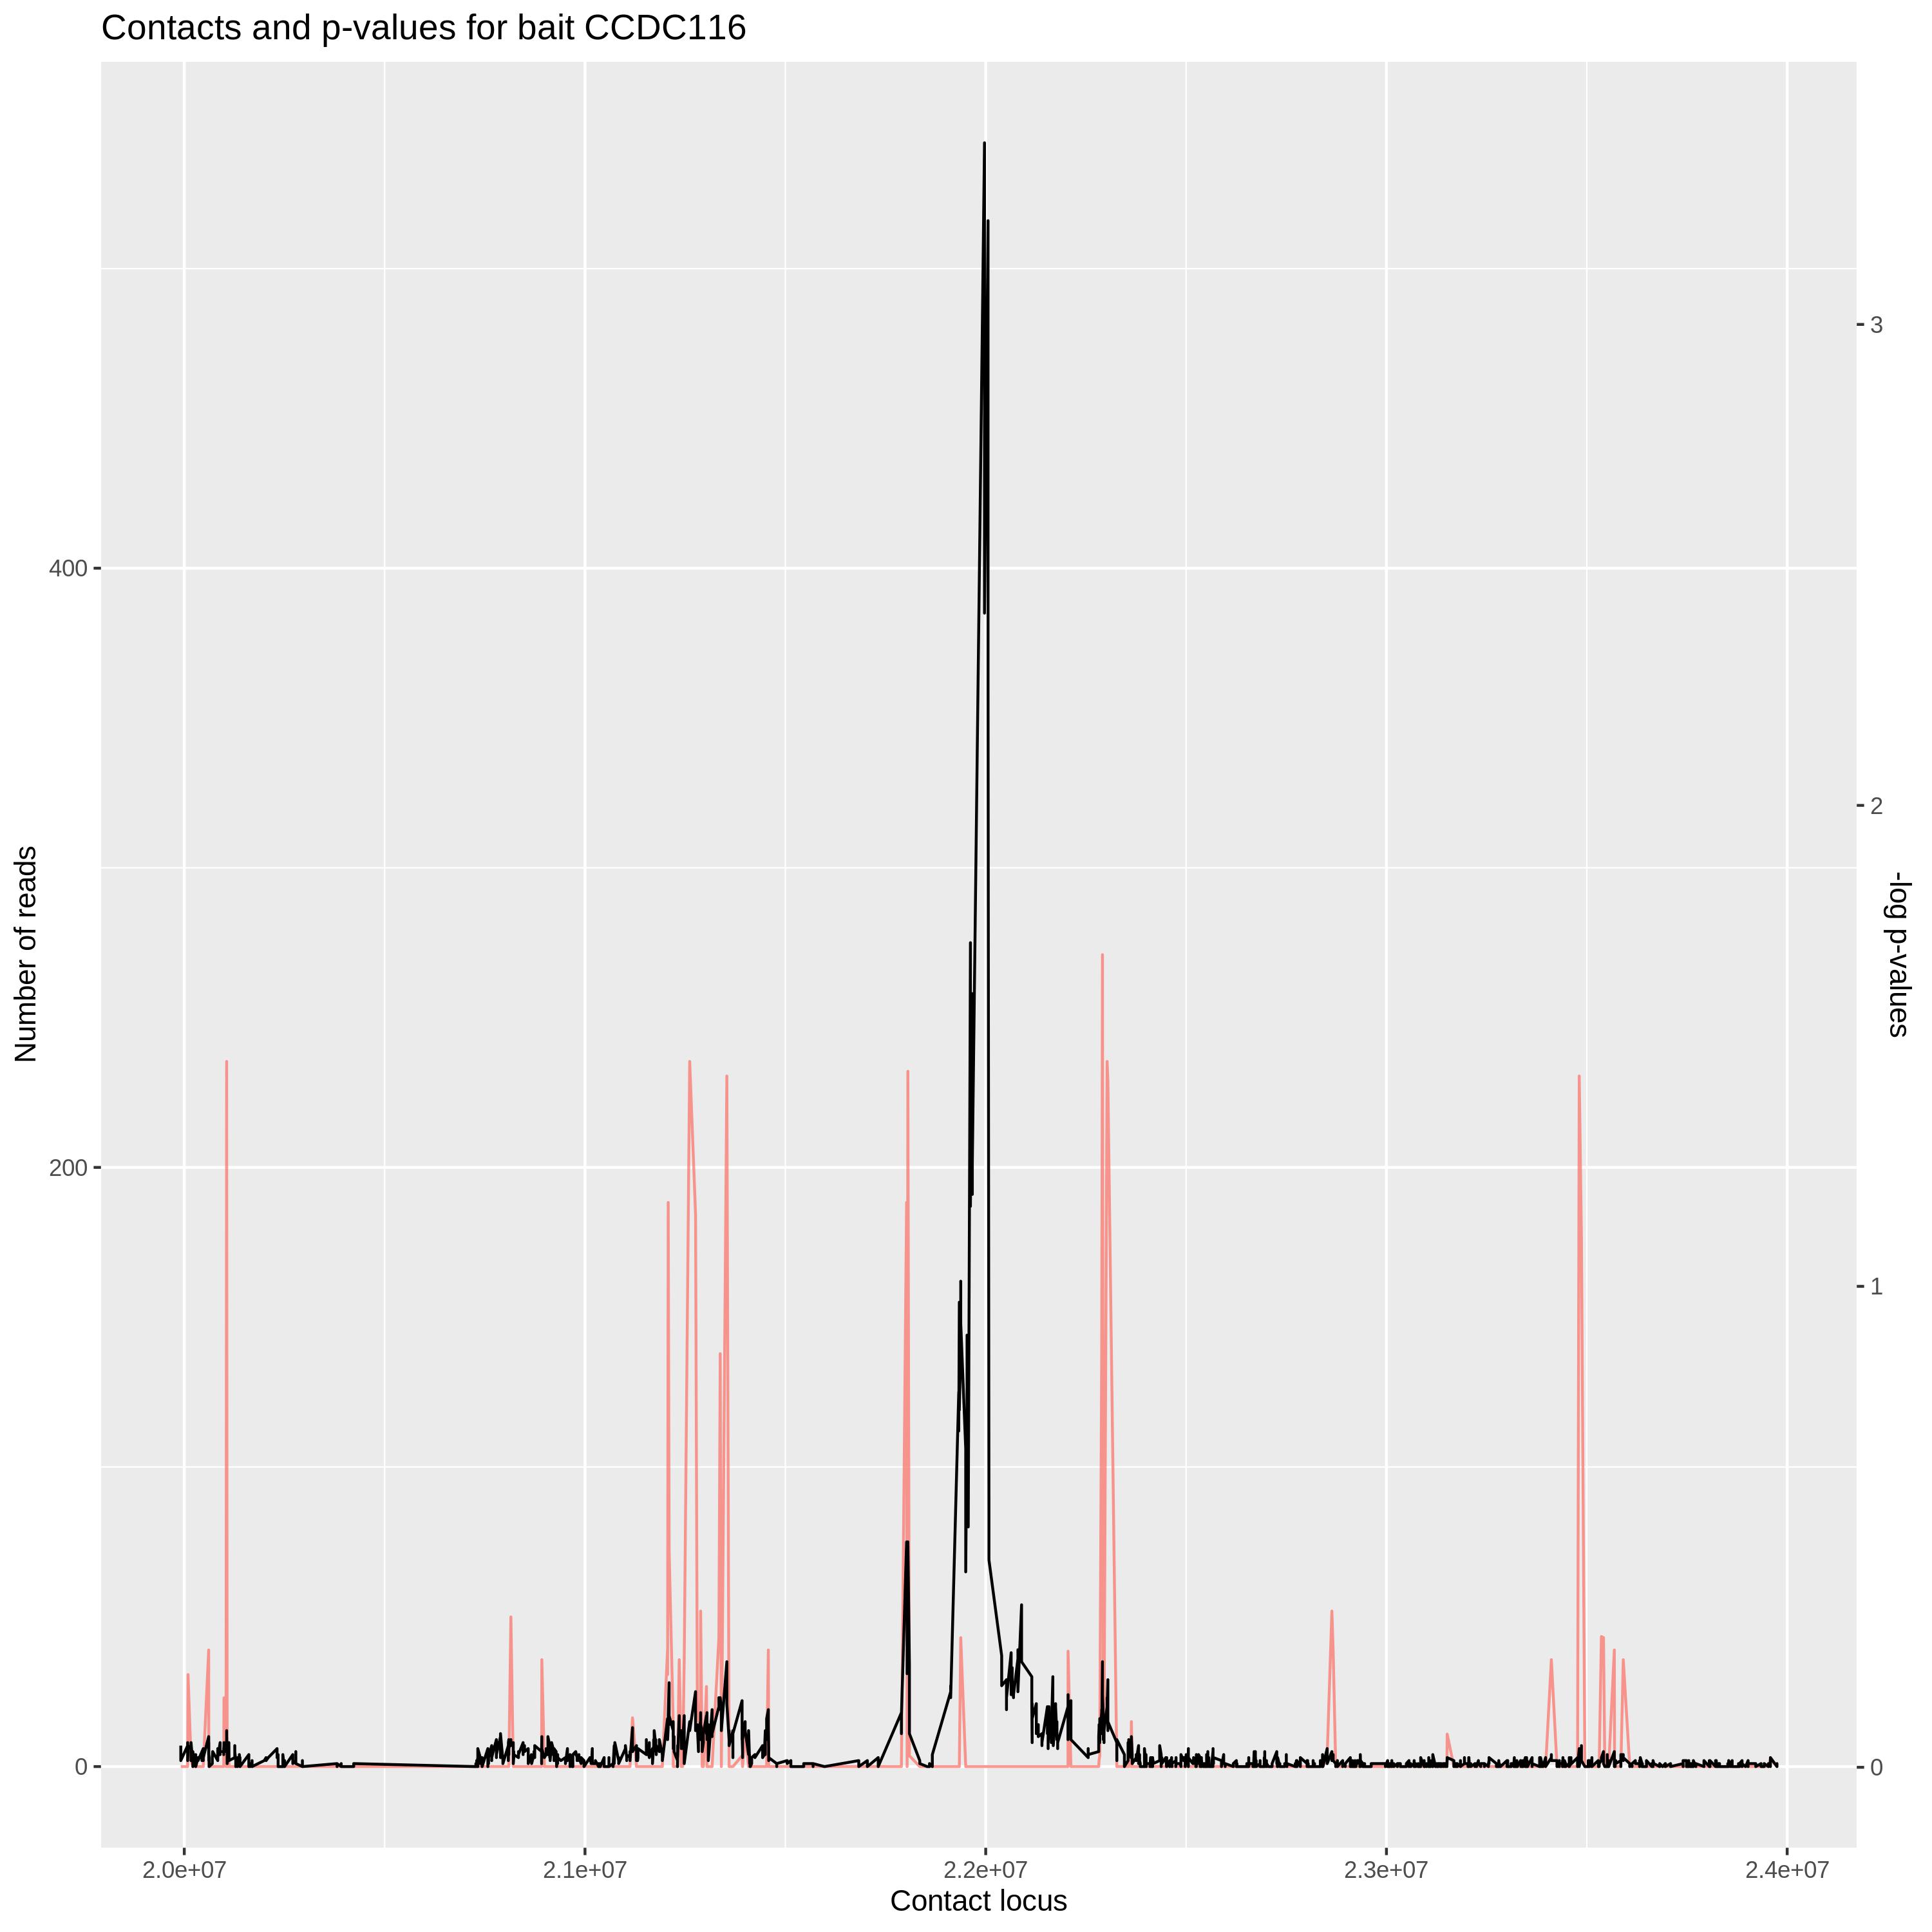 Contacts and p-values for bait CCDC116
Number of reads
400
200
0
3
2
1
0
-log p-values
2.0e+07 2.1e+07 2.2e+07 2.3e+07 2.4e+07
Contact locus